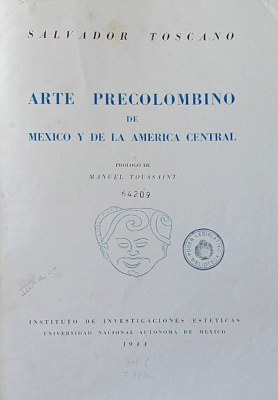 SALVADOR TOSCANO
ARTE PRECOLOMBINO
DE
MEXICO Y DE LA AMERICA CENTRAL
PROLOGO DE
MANUEL TOUSSAINT
64209
INSTITUTO DE INVESTIGACIONES ESTETICAS
UNIVERSIDAD NACIONAL AUTONOMA DE MEXICO
1944